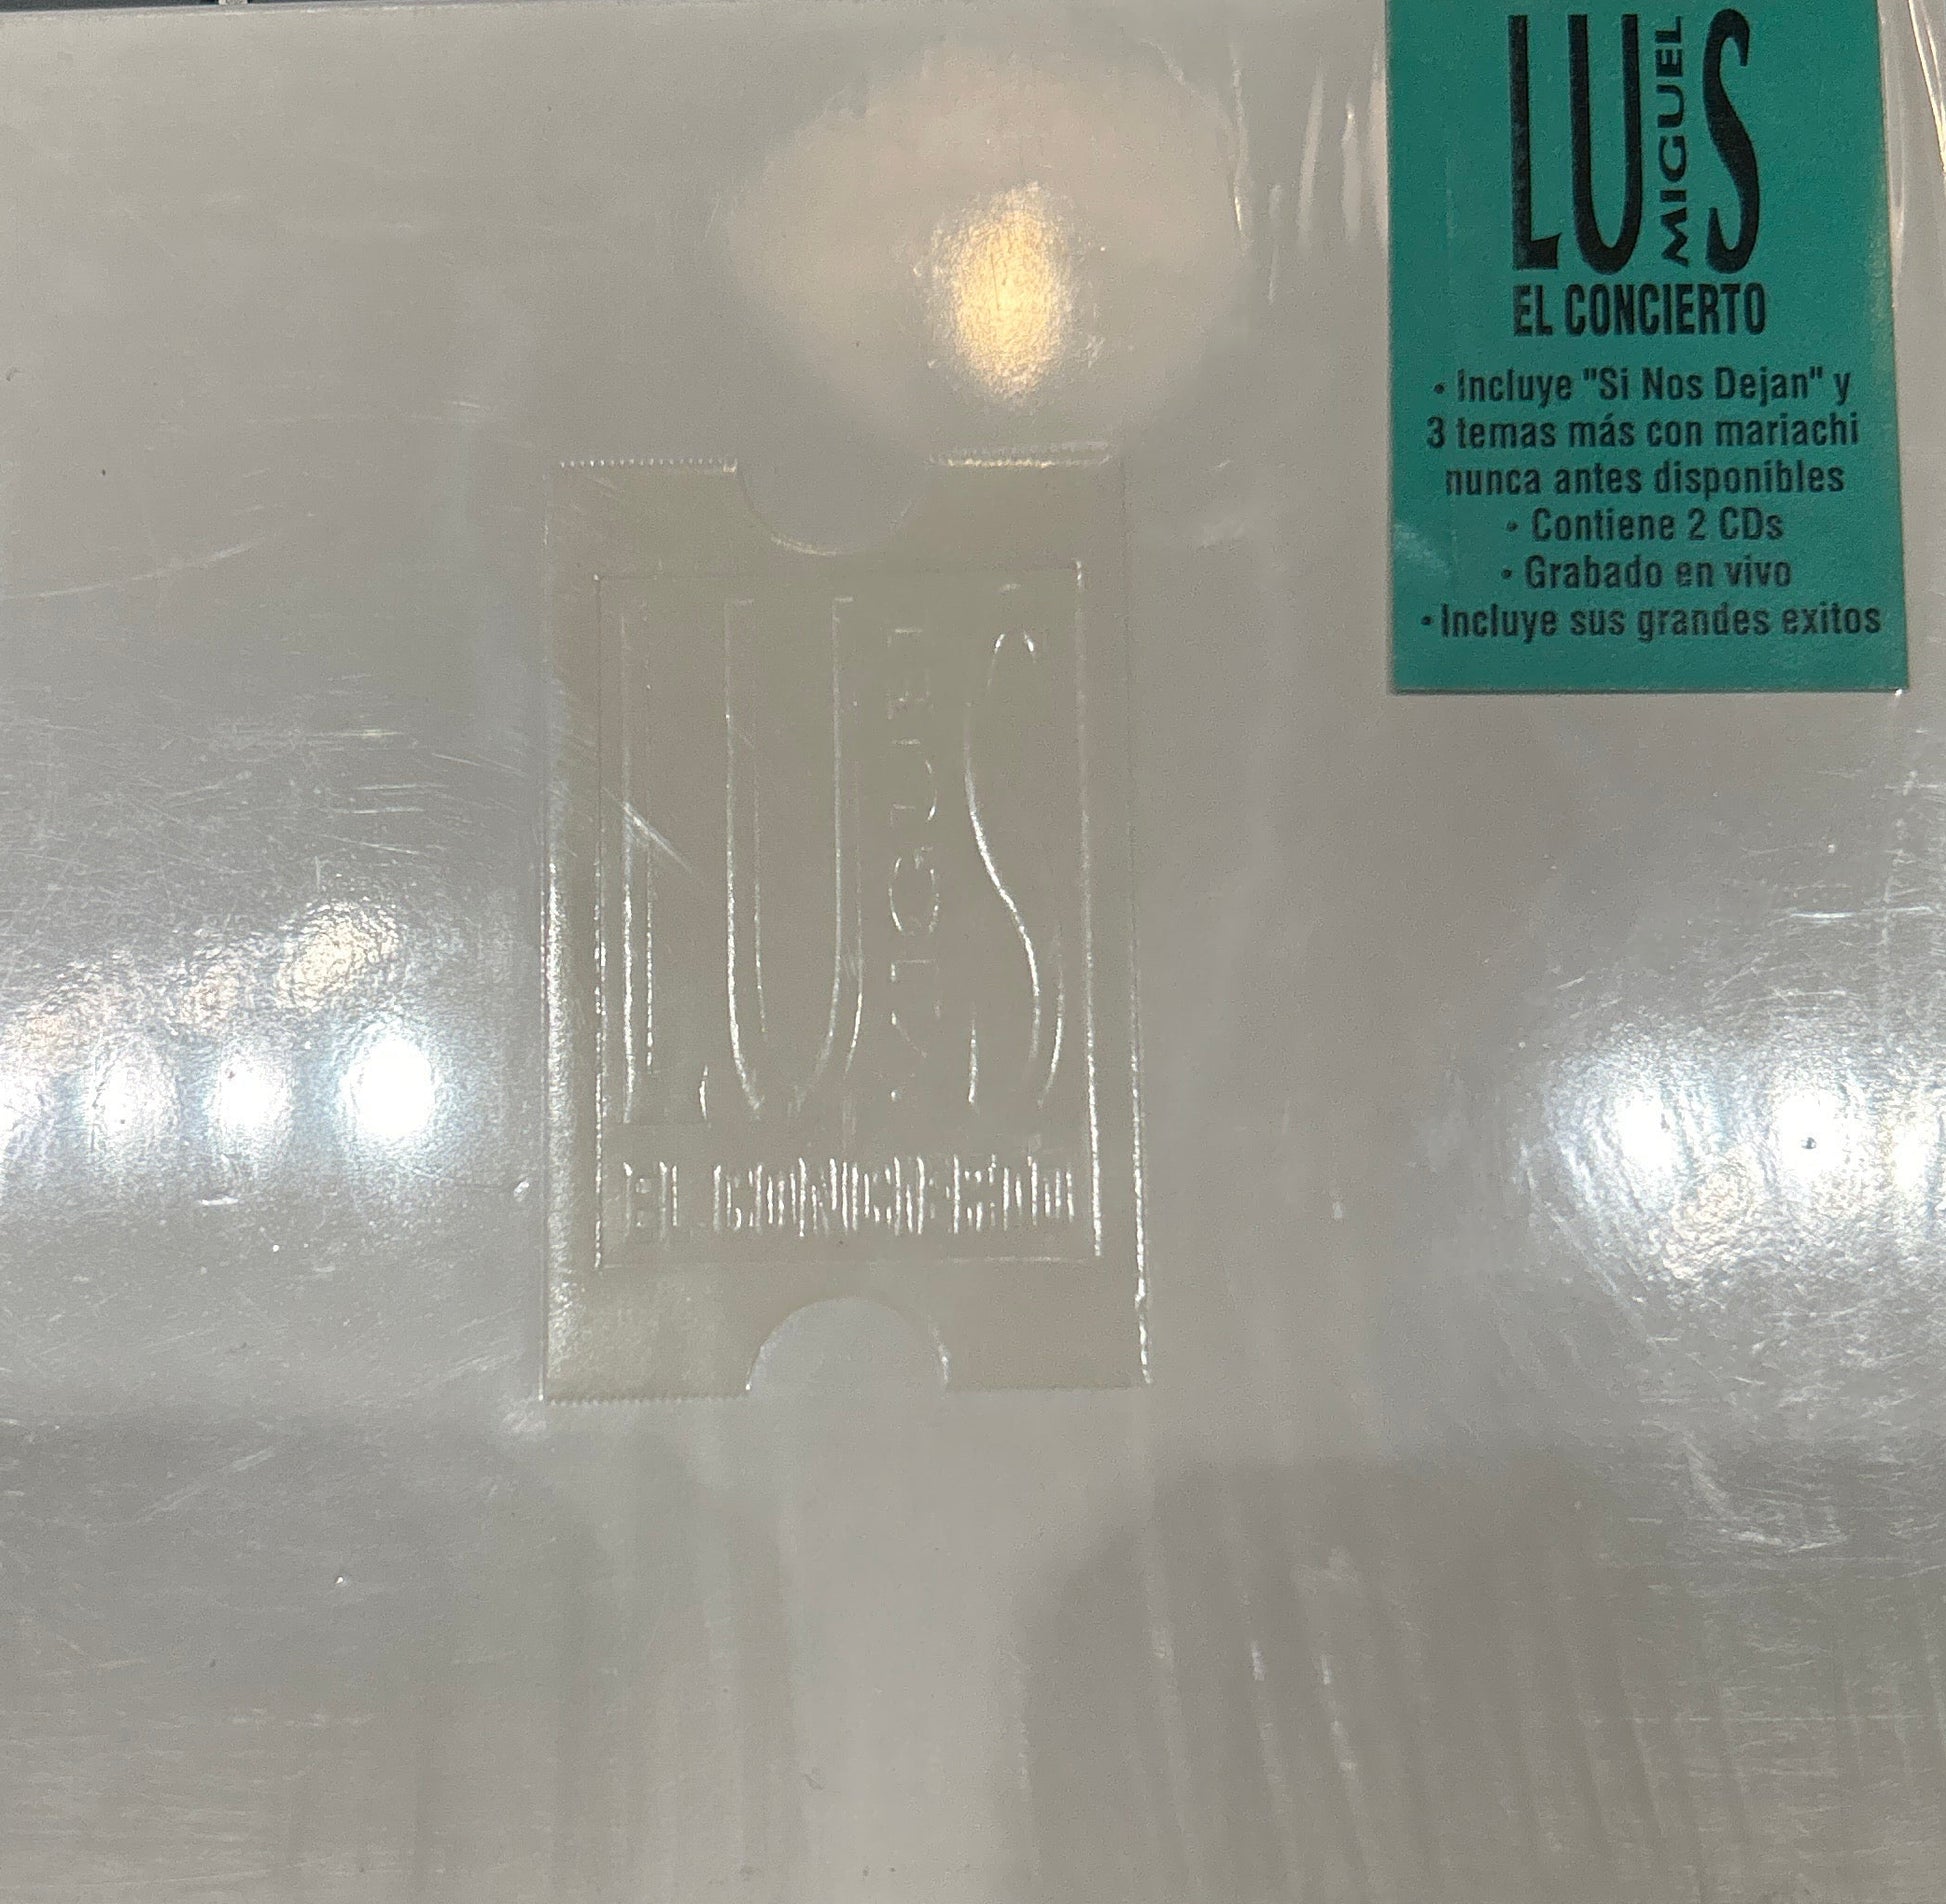 LUIS
MIGUEL
EL CONCIERTO
• Incluye "Si Nos Dejan" y
3 temas más con mariachi
nunca antes disponibles
• Contiene 2 CDs
• Grabado en vivo
• Incluye sus grandes exitos
LUIS
MIGUEL
EL CONCIERTO